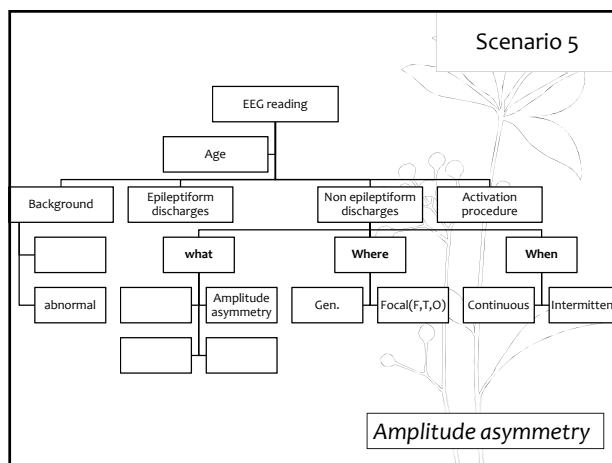 Scenario 5
EEG reading
Age
Background
Epileptiform
discharges
Non epileptiform
discharges
Activation
procedure
what
Where
When
abnormal
Amplitude
asymmetry
Gen.
Focal(F,T,O)
Continuous
Intermitten
Amplitude asymmetry